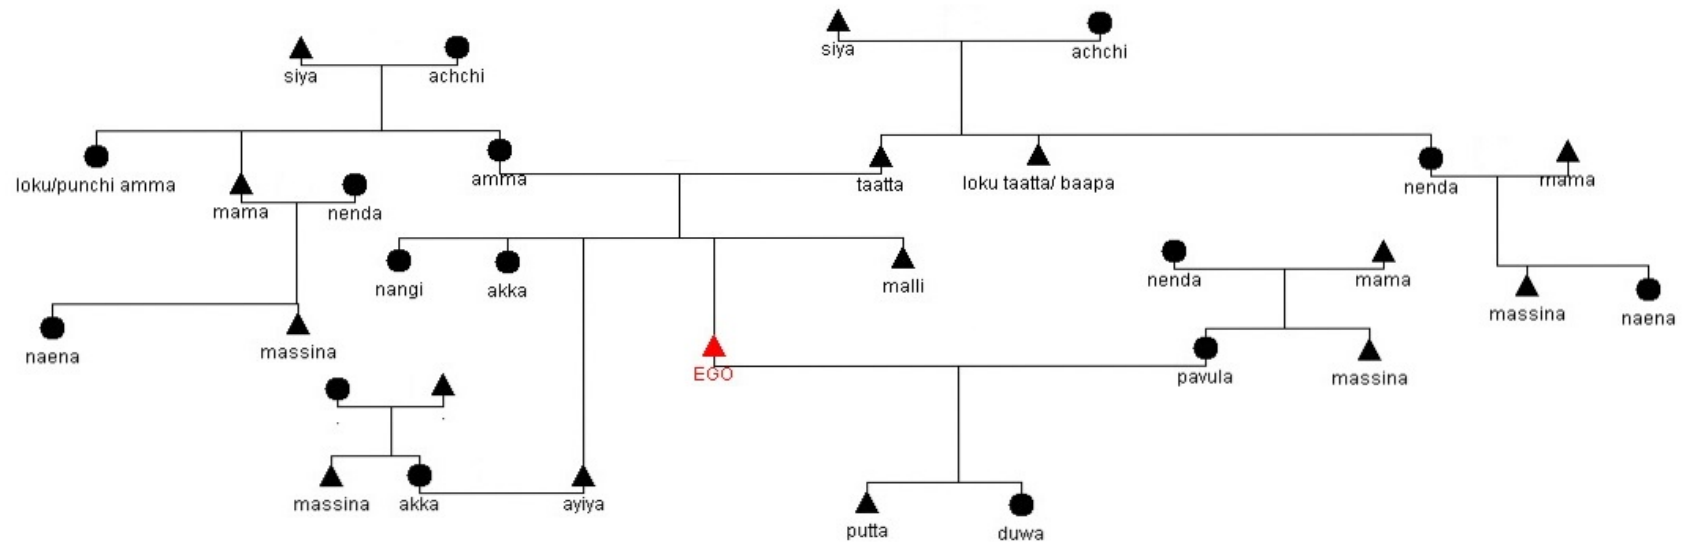 siya
achchi
siya
achchi
loku/punchi amma
mama
nenda
amma
taatta
loku taatta/ baapa
nenda
mama
nangi
akka
malli
nenda
mama
naena
massina
EGO
pavula
massina
massina
naena
massina
akka
ayiya
putta
duwa